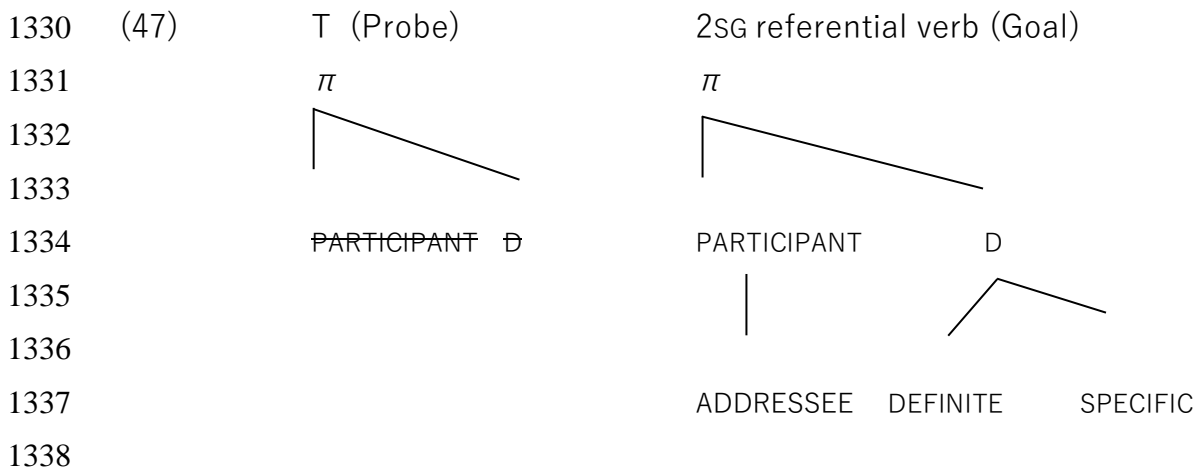 1330 (47) T (Probe) 2SG referential verb (Goal)
1331 π π
1332
1333
1334 PARTICIPANT D PARTICIPANT D
1335
1336
1337 ADDRESSEE DEFINITE SPECIFIC
1338